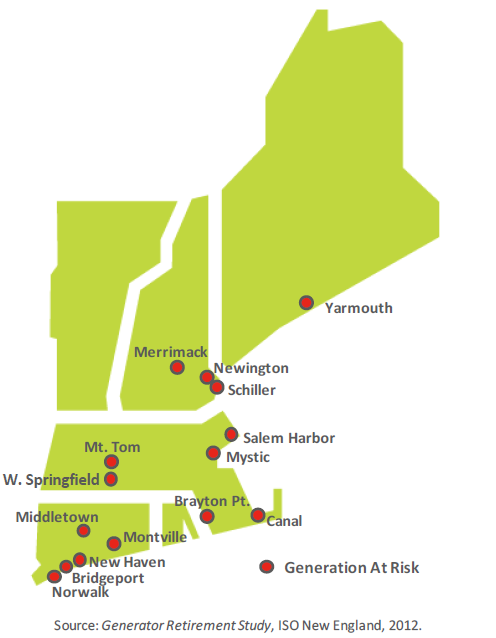 Yarmouth
Merrimack
Newington
Schiller
Salem Harbor
Mt. Tom
Mystic
W. Springfield
Brayton Pt.
Canal
Middletown
Montville
New Haven
Generation At Risk
Bridgeport
Norwalk
Source: Generator Retirement Study, ISO New England, 2012.